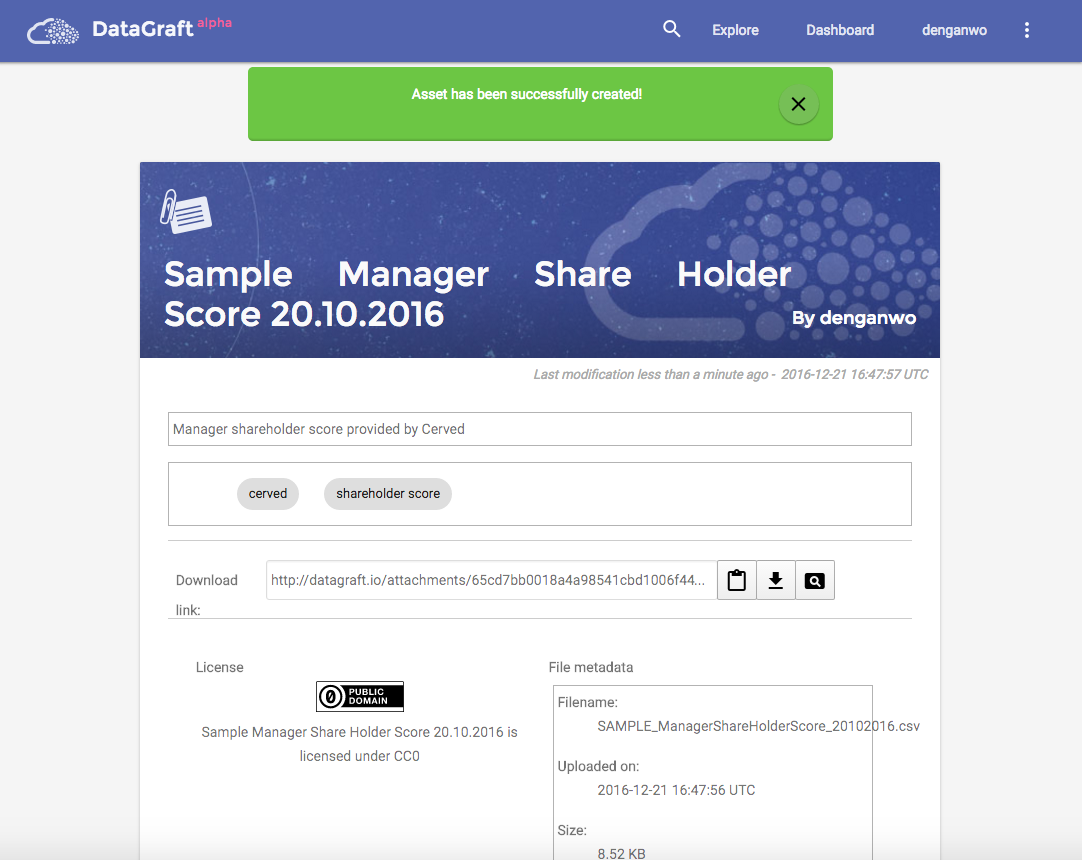 DataGraft alpha
Explore
Dashboard
denganwo
Asset has been successfully created!
Sample Manager Share Holder
Score 20.10.2016
By denganwo
Last modification less than a minute ago - 2016-12-21 16:47:57 UTC
Manager shareholder score provided by Cerved
cerved
shareholder score
Download
link:
http://datagraft.io/attachments/65cd7bb0018a4a98541cbd1006f44...
License
PUBLIC
DOMAIN
Sample Manager Share Holder Score 20.10.2016 is
licensed under CC0
File metadata
Filename:
SAMPLE_ManagerShareHolderScore_20102016.csv
Uploaded on:
2016-12-21 16:47:56 UTC
Size:
8.52 KB